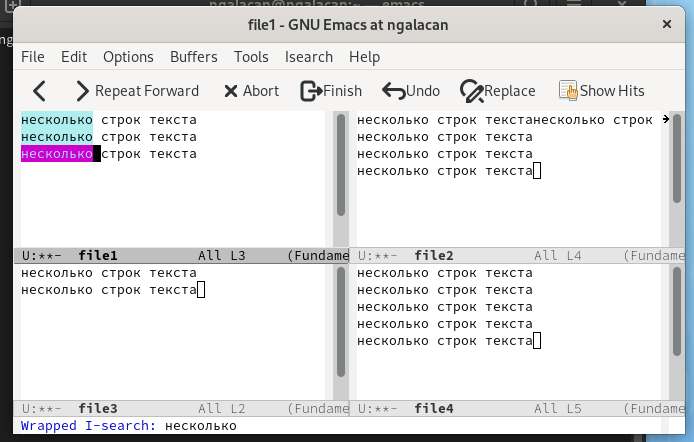 ngalacan@ngalacan:~ — emacs
file1 - GNU Emacs at ngalacan
File Edit Options Buffers Tools Isearch Help
Repeat Forward Abort Finish Undo Replace Show Hits
несколько строк текста
несколько строк текста
несколько строк текста
U:**- file1 All L3 (Fundame
несколько строк текстанесколько строк
несколько строк текста
несколько строк текста
несколько строк текста
U:**- file2 All L4 (Fundame
несколько строк текста
несколько строк текста
U:**- file3 All L2 (Fundame
несколько строк текста
несколько строк текста
несколько строк текста
несколько строк текста
несколько строк текста
U:**- file4 All L5 (Fundame
Wrapped I-search: несколько